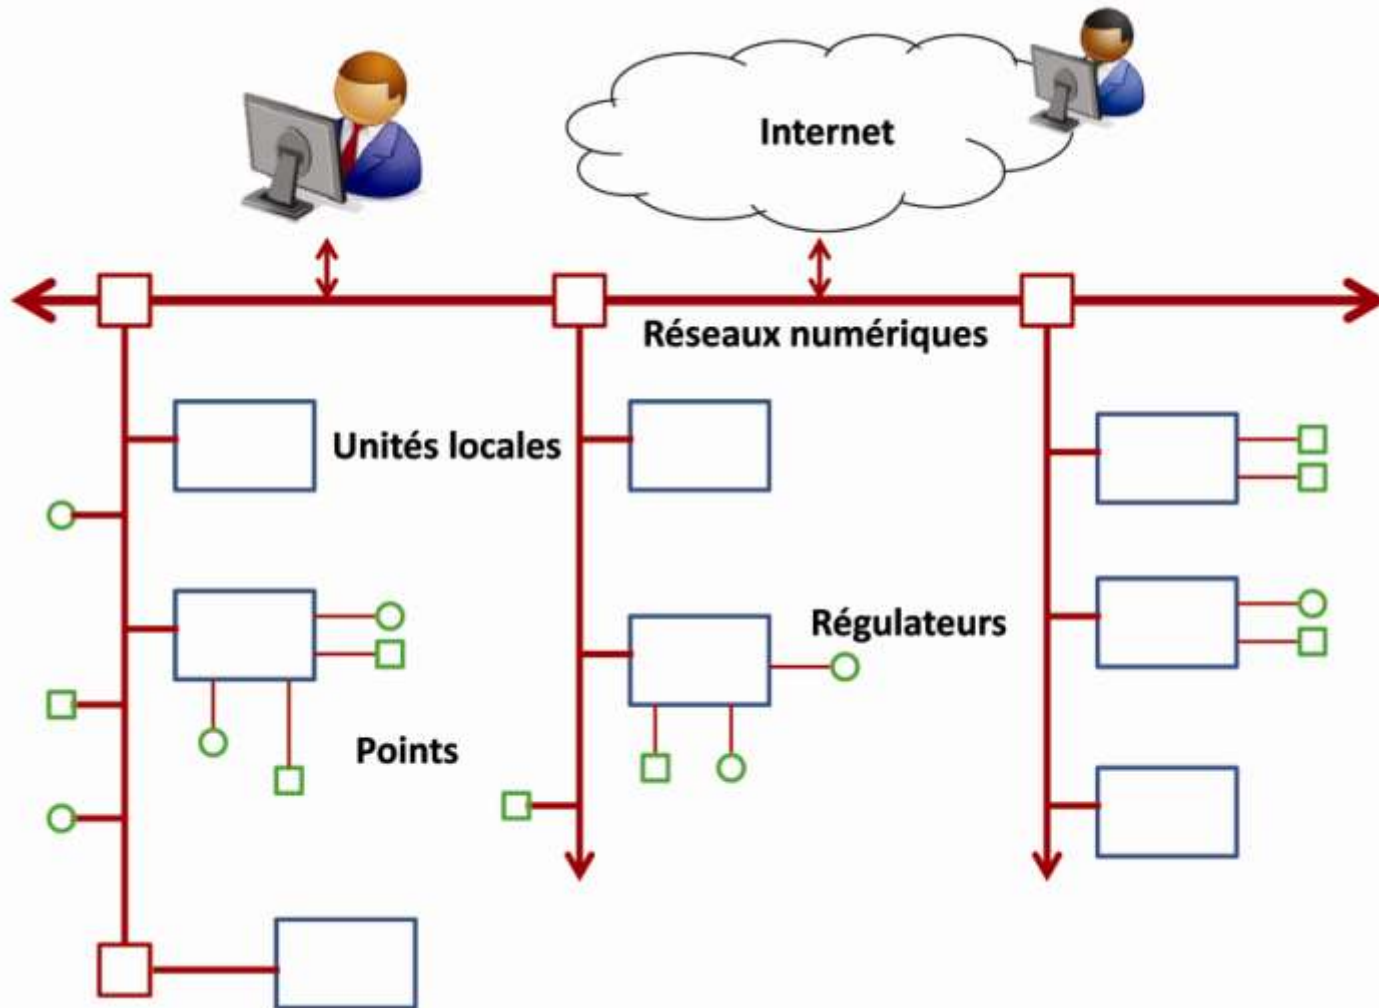 Internet
Réseaux numériques
Unités locales
Régulateurs
Points